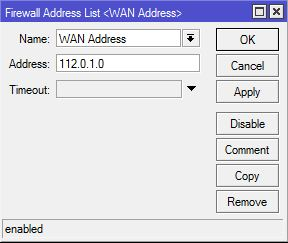 Firewall Address List <WAN Address>
Name: WAN Address
OK
Address: 112.0.1.0
Cancel
Timeout:
Apply
Disable
Comment
Copy
Remove
enabled